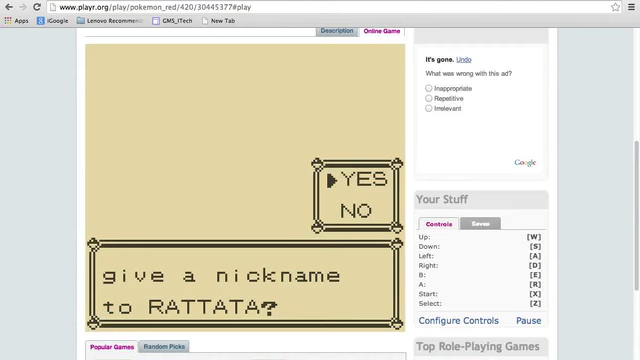 www.playr.org/play/pokemon_red/420/30445377#play
Apps
iGoogle
Lenovo Recommend
GMS_ITech
New Tab
Description
Online Game
It's gone. Undo
What was wrong with this ad?
Inappropriate
Repetitive
Irrelevant
Google
YES
NO
give a nickname
to RATTATA?
Your Stuff
Controls
Saves
Up: [W]
Down: [S]
Left: [A]
Right: [D]
B: [E]
A: [R]
Start: [X]
Select: [Z]
Configure Controls
Pause
Popular Games
Random Picks
Top Role-Playing Games